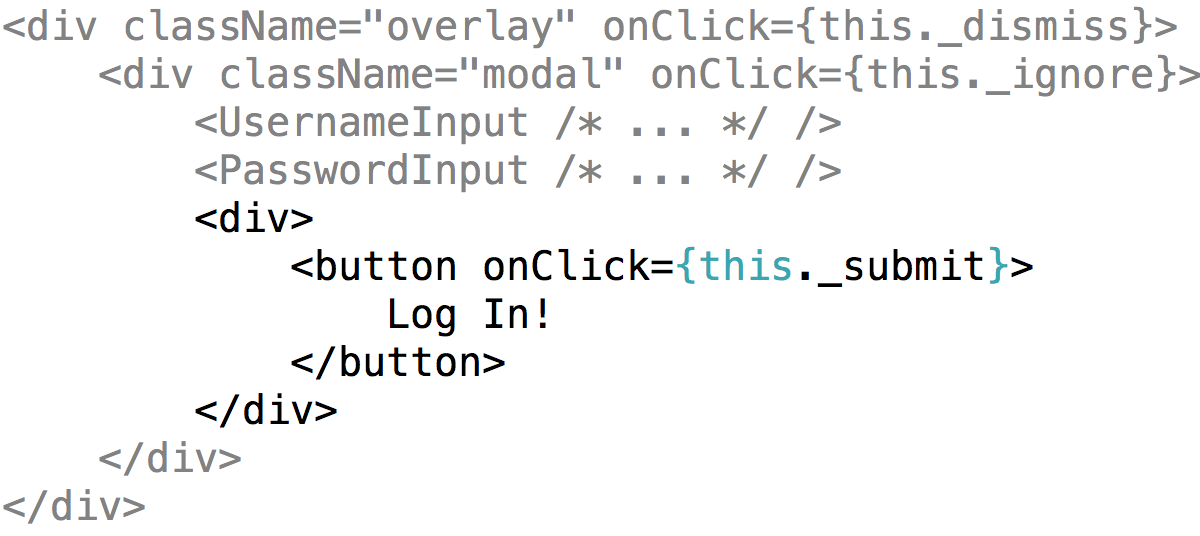 <div className="overlay" onClick={this._dismiss}>
    <div className="modal" onClick={this._ignore}>
        <UsernameInput /* ... */ />
        <PasswordInput /* ... */ />
        <div>
            <button onClick={this._submit}>
                Log In!
            </button>
        </div>
    </div>
</div>